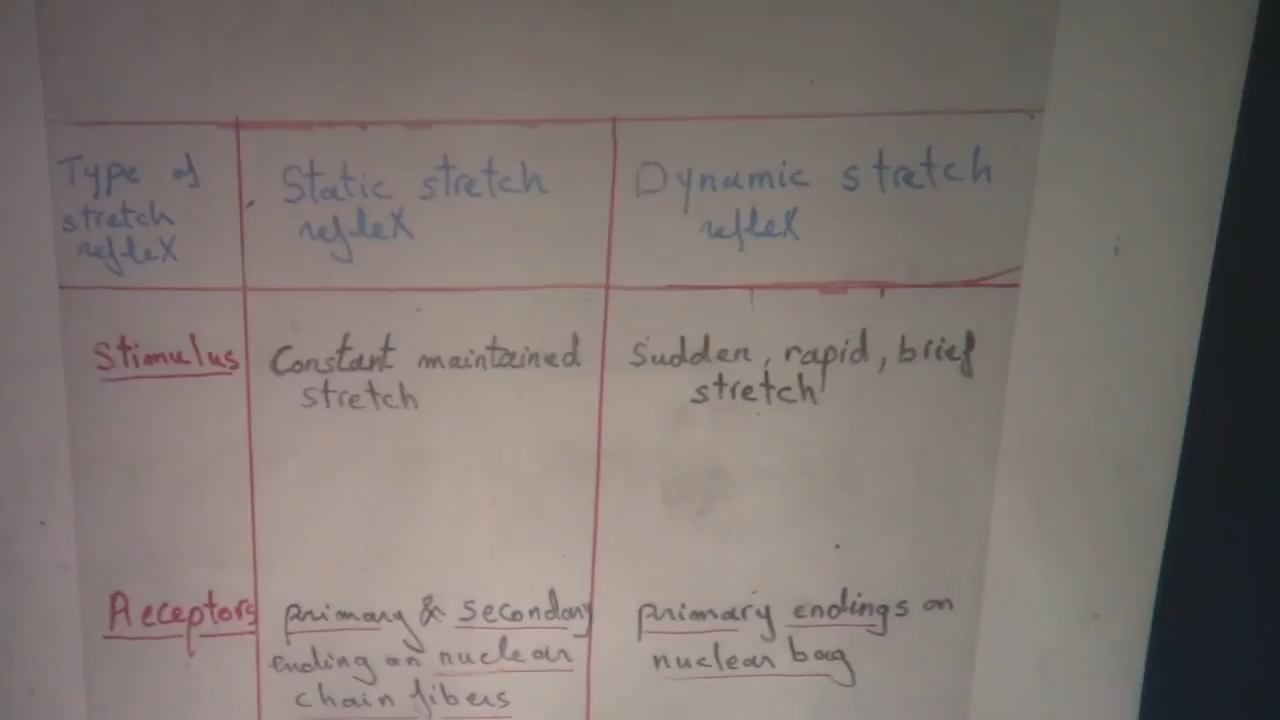 Type of
stretch
reflex
Static stretch
reflex
Dynamic stretch
reflex
Stimulus
Constant maintained
stretch
Sudden, rapid, brief
stretch
Receptors
primary & secondary
ending on nuclear
chain fibers
primary endings on
nuclear bag